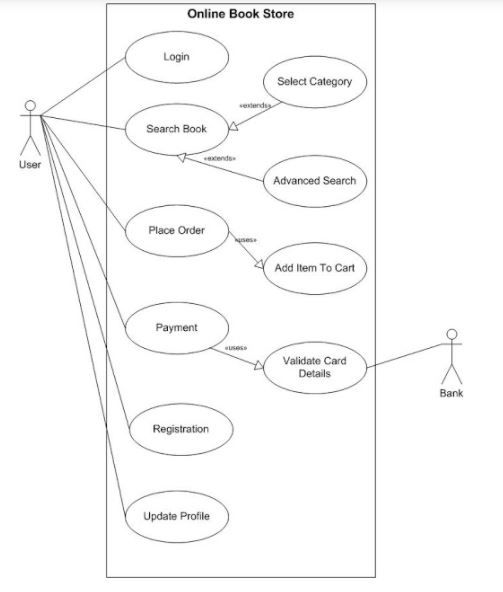 Online Book Store
Login
Select Category
«extends»
Search Book
«extends»
User
Advanced Search
Place Order
«uses»
Add Item To Cart
Payment
«uses»
Validate Card
Details
Bank
Registration
Update Profile